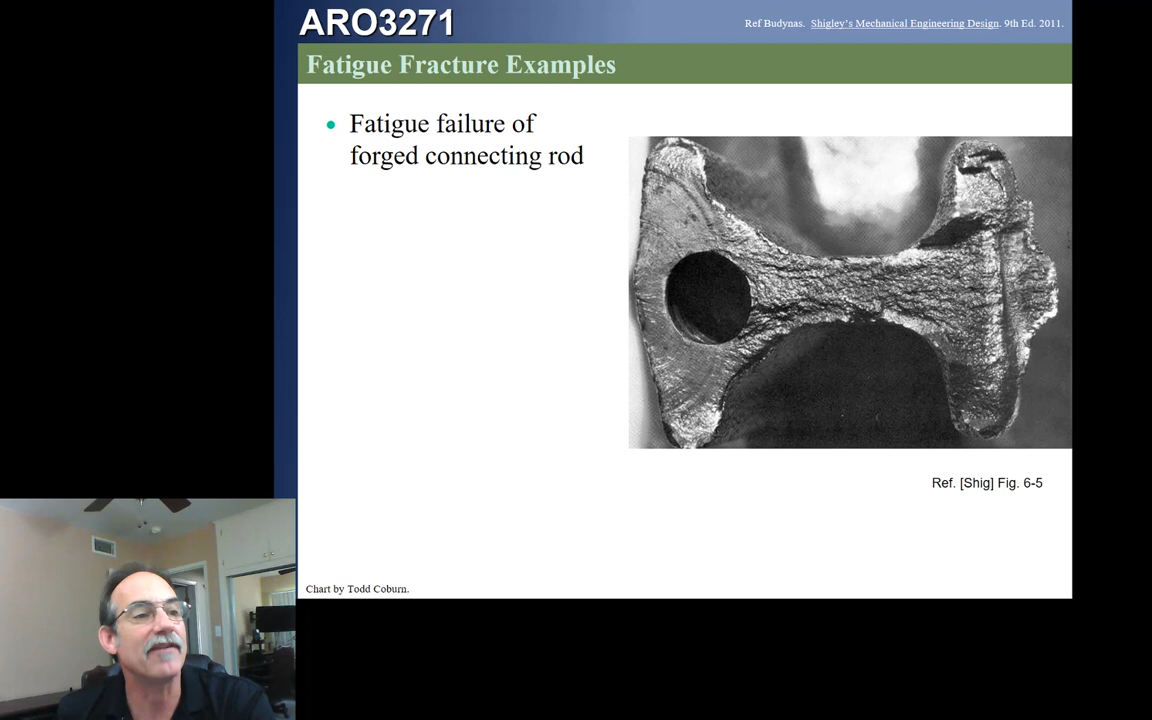 ARO3271
Ref Budynas. Shigley's Mechanical Engineering Design. 9th Ed. 2011.
Fatigue Fracture Examples
• Fatigue failure of
forged connecting rod
Ref. [Shig] Fig. 6-5
Chart by Todd Coburn.